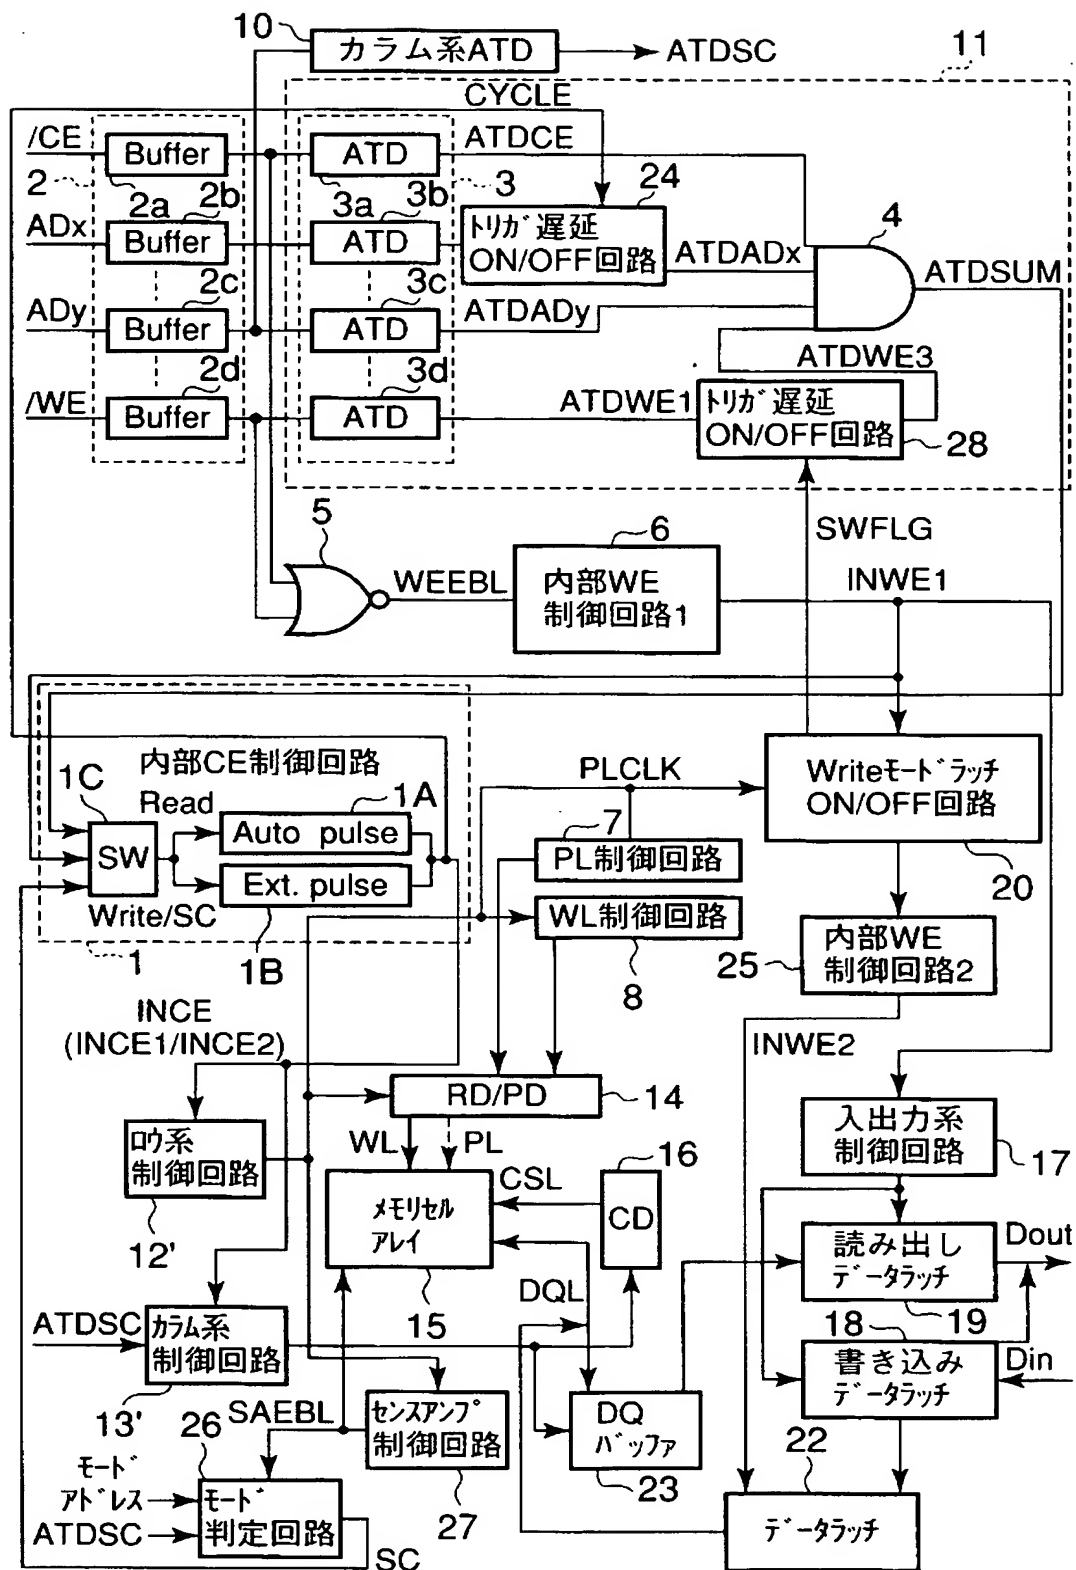 10
カラム系ATD
ATDSC
11
CYCLE
/CE
Buffer
ATD
ATDCE
2
2a
2b
3a
3b
3
24
ADx
Buffer
ATD
トリガ遅延
ON/OFF回路
ATDADx
4
ATDSUM
2c
3c
ADy
Buffer
ATD
ATDADy
2d
3d
ATDWE3
/WE
Buffer
ATD
ATDWE1
トリガ遅延
ON/OFF回路
28
5
6
SWFLG
WEEBL
内部WE
制御回路1
INWE1
内部CE制御回路
1C
Read
1A
SW
Auto pulse
Ext. pulse
Write/SC
1
1B
PLCLK
7
PL制御回路
WL制御回路
8
Writeモードラッチ
ON/OFF回路
20
25
内部WE
制御回路2
INCE
(INCE1/INCE2)
INWE2
RD/PD
14
WL
PL
ロウ系
制御回路
12'
メモリセル
アレイ
15
CSL
16
CD
入出力系
制御回路
17
DQL
読み出し
データラッチ
19
Dout
ATDSC
カラム系
制御回路
13'
18
書き込み
データラッチ
Din
SAEBL
センスアンプ
制御回路
27
DQ
バッファ
23
22
データラッチ
26
モード
アドレス
ATDSC
モード
判定回路
SC